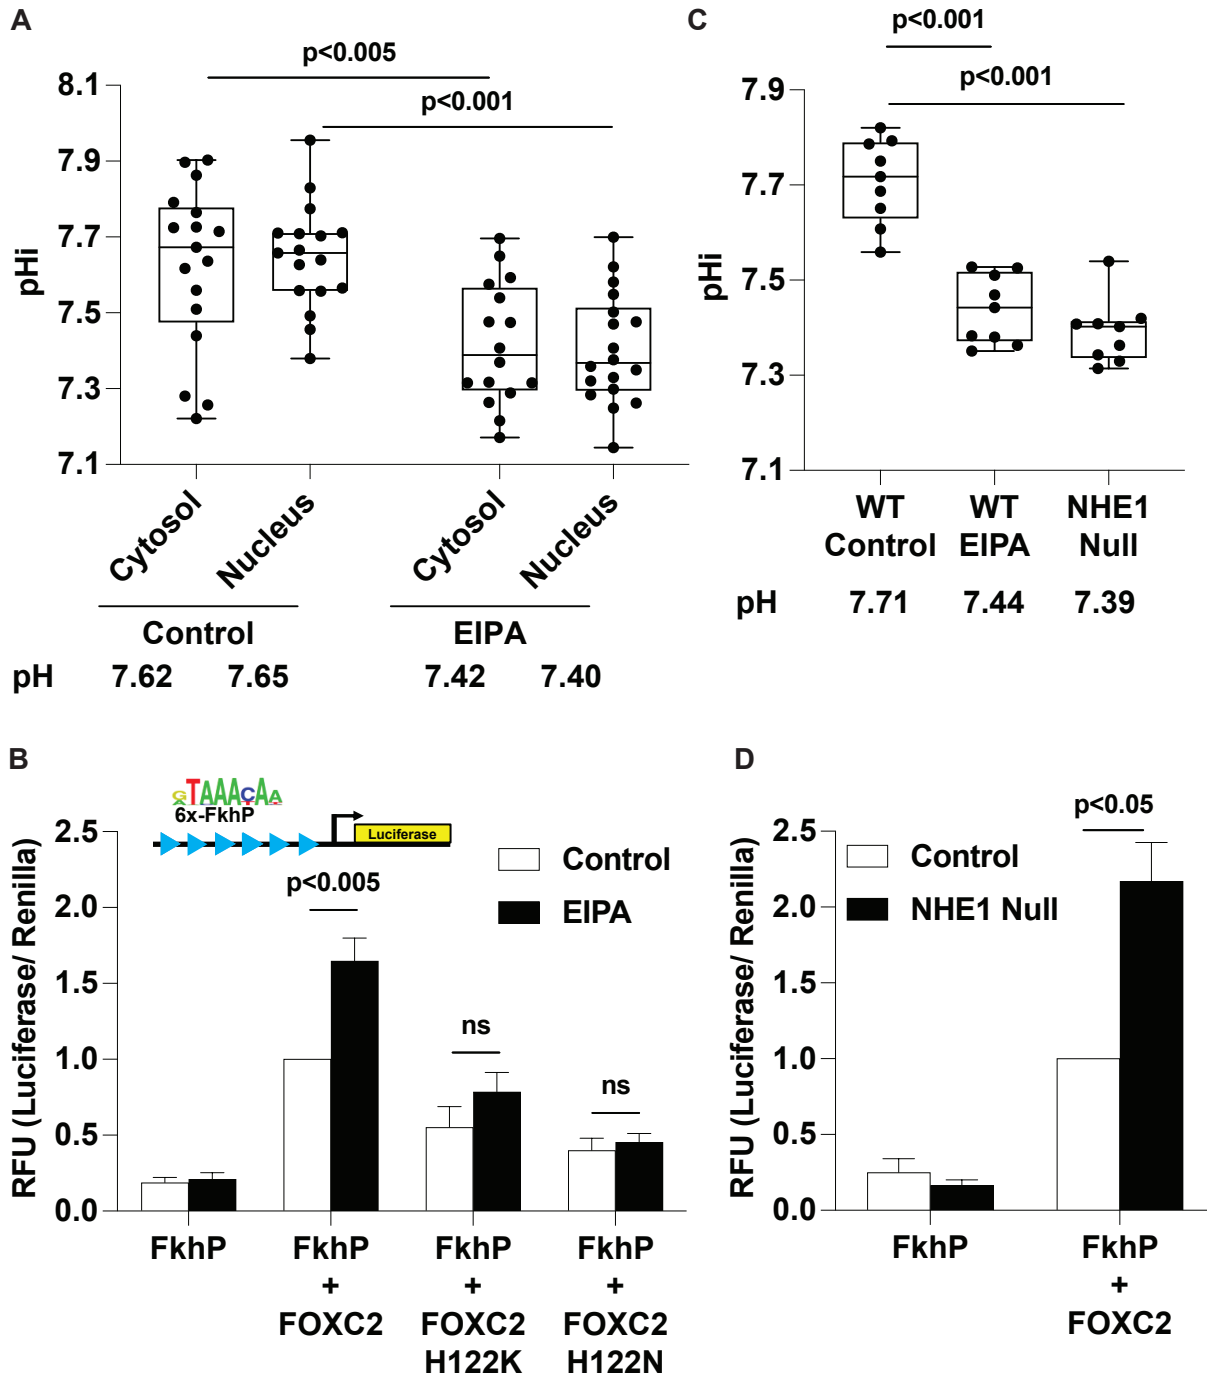 A
p<0.005
p<0.001
8.1
7.9
7.7
7.5
7.3
7.1
pHi
Cytosol
Nucleus
Cytosol
Nucleus
Control
EIPA
pH 7.62 7.65 7.42 7.40
C
p<0.001
p<0.001
7.9
7.7
7.5
7.3
7.1
pHi
WT Control
WT EIPA
NHE1 Null
pH 7.71 7.44 7.39
B
GTAAACAA
6x-FkhP
Luciferase
Control
EIPA
p<0.005
ns
ns
2.5
2.0
1.5
1.0
0.5
0.0
RFU (Luciferase/ Renilla)
FkhP
FkhP
+
FOXC2
FkhP
+
FOXC2
H122K
FkhP
+
FOXC2
H122N
D
p<0.05
Control
NHE1 Null
2.5
2.0
1.5
1.0
0.5
0.0
RFU (Luciferase/ Renilla)
FkhP
FkhP
+
FOXC2